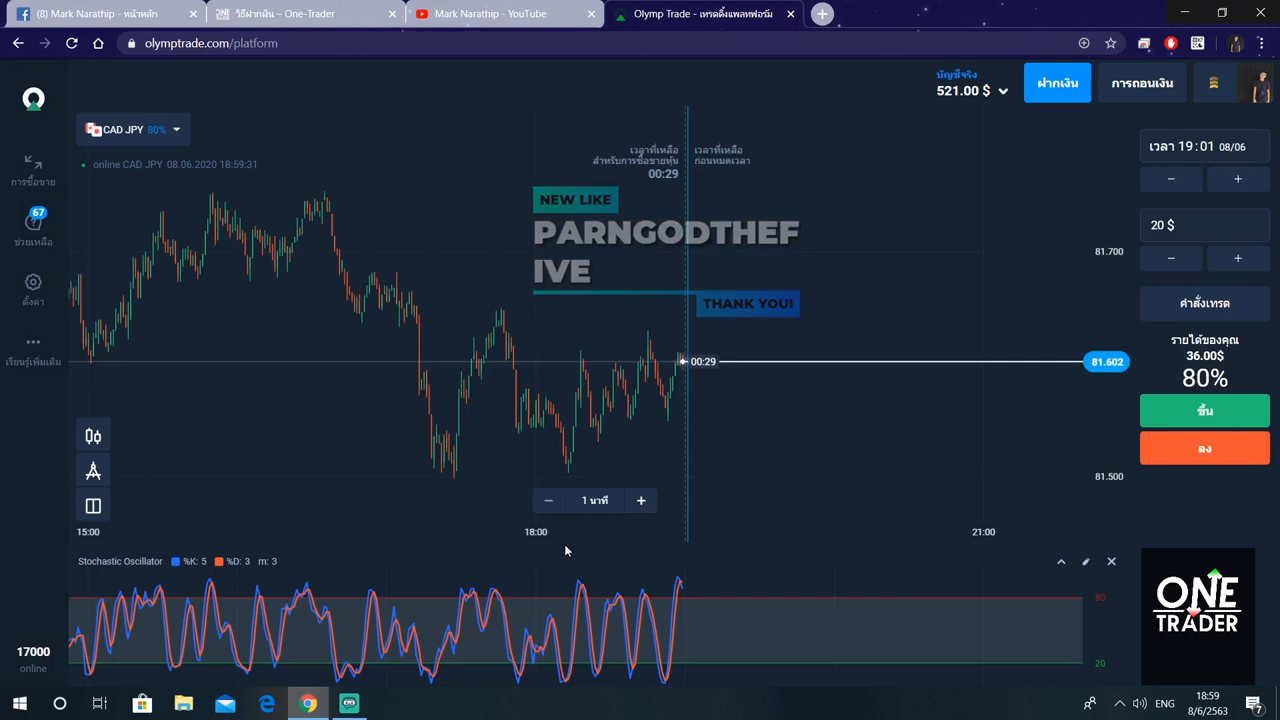 (8) Mark Narathip - หน้าหลัก
วิธีฝากเงิน – One-Trader
Mark Narathip - YouTube
Olymp Trade - เทรดดิ้งแพลทฟอร์ม
olymptrade.com/platform
บัญชีจริง
521.00 $
ฝากเงิน
การถอนเงิน
CAD JPY 80%
online CAD JPY 08.06.2020 18:59:31
เวลาที่เหลือ
สำหรับการซื้อขายหุ้น
00:29
เวลาที่เหลือ
ก่อนหมดเวลา
NEW LIKE
PARNGODTHEF
IVE
THANK YOU!
การซื้อขาย
67
ช่วยเหลือ
ตั้งค่า
เรียนรู้เพิ่มเติม
81.700
00:29
81.602
81.500
เวลา 19:01 08/06
20 $
คำสั่งเทรด
รายได้ของคุณ
36.00$
80%
ขึ้น
ลง
1 นาที
15:00
18:00
21:00
Stochastic Oscillator %K: 5 %D: 3 m: 3
80
20
ONE
TRADER
17000
online
ENG
18:59
8/6/2563
7